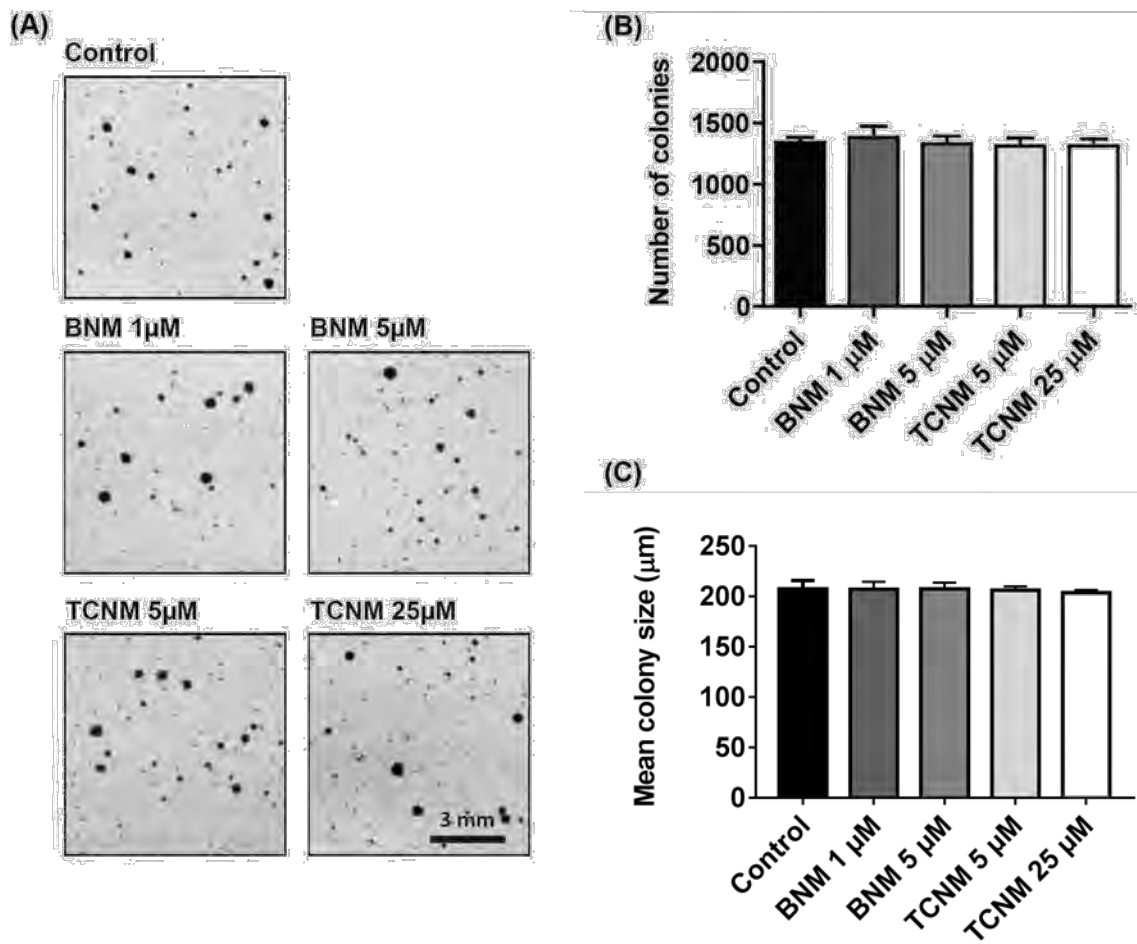 (A)
Control
BNM 1µM
BNM 5µM
TCNM 5µM
TCNM 25µM
3 mm
(B)
Number of colonies
2000
1500
1000
500
0
Control
BNM 1 µM
BNM 5 µM
TCNM 5 µM
TCNM 25 µM
(C)
Mean colony size (µm)
250
200
150
100
50
0
Control
BNM 1 µM
BNM 5 µM
TCNM 5 µM
TCNM 25 µM